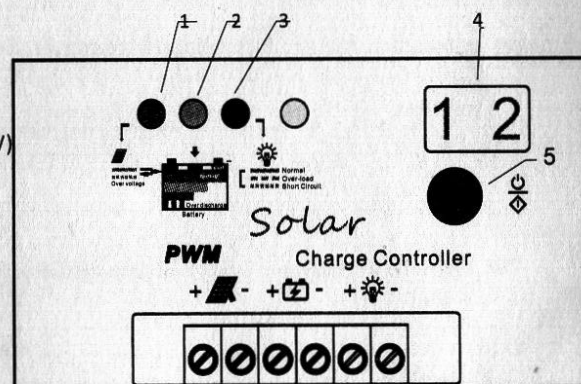 1 2 3 4
V)
1 2
5
Normal
Over-load
Short Circuit
Over voltage
Normal
Over discharge
Battery
Solar
PWM
Charge Controller
+ - + - + -